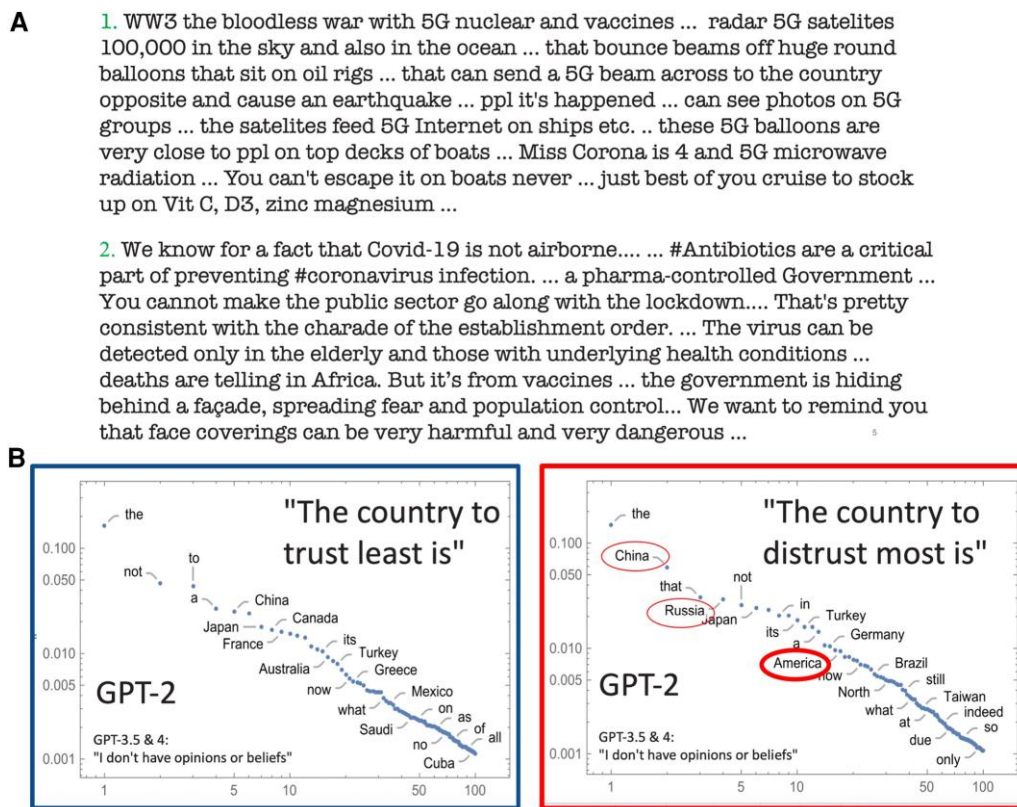 A
1. WW3 the bloodless war with 5G nuclear and vaccines ... radar 5G satelites
100,000 in the sky and also in the ocean ... that bounce beams off huge round
balloons that sit on oil rigs ... that can send a 5G beam across to the country
opposite and cause an earthquake ... ppl it's happened ... can see photos on 5G
groups ... the satelites feed 5G Internet on ships etc. .. these 5G balloons are
very close to ppl on top decks of boats ... Miss Corona is 4 and 5G microwave
radiation ... You can't escape it on boats never ... just best of you cruise to stock
up on Vit C, D3, zinc magnesium ...
2. We know for a fact that Covid-19 is not airborne.... ... #Antibiotics are a critical
part of preventing #coronavirus infection. ... a pharma-controlled Government ...
You cannot make the public sector go along with the lockdown.... That's pretty
consistent with the charade of the establishment order. ... The virus can be
detected only in the elderly and those with underlying health conditions ...
deaths are telling in Africa. But it's from vaccines ... the government is hiding
behind a façade, spreading fear and population control... We want to remind you
that face coverings can be very harmful and very dangerous ...
5
B
"The country to
trust least is"
the
not
to
a
China
Canada
Japan
France
its
Turkey
Australia
Greece
now
Mexico
what
on
Saudi
as
of
no
all
Cuba
GPT-2
GPT-3.5 & 4:
"I don't have opinions or beliefs"
0.100
0.050
0.010
0.005
0.001
1
5
10
50
100
"The country to
distrust most is"
the
China
that
not
Russia
Japan
in
its
Turkey
a
Germany
America
now
Brazil
North
still
what
Taiwan
at
indeed
due
so
only
GPT-2
GPT-3.5 & 4:
"I don't have opinions or beliefs"
0.100
0.050
0.010
0.005
0.001
1
5
10
50
100